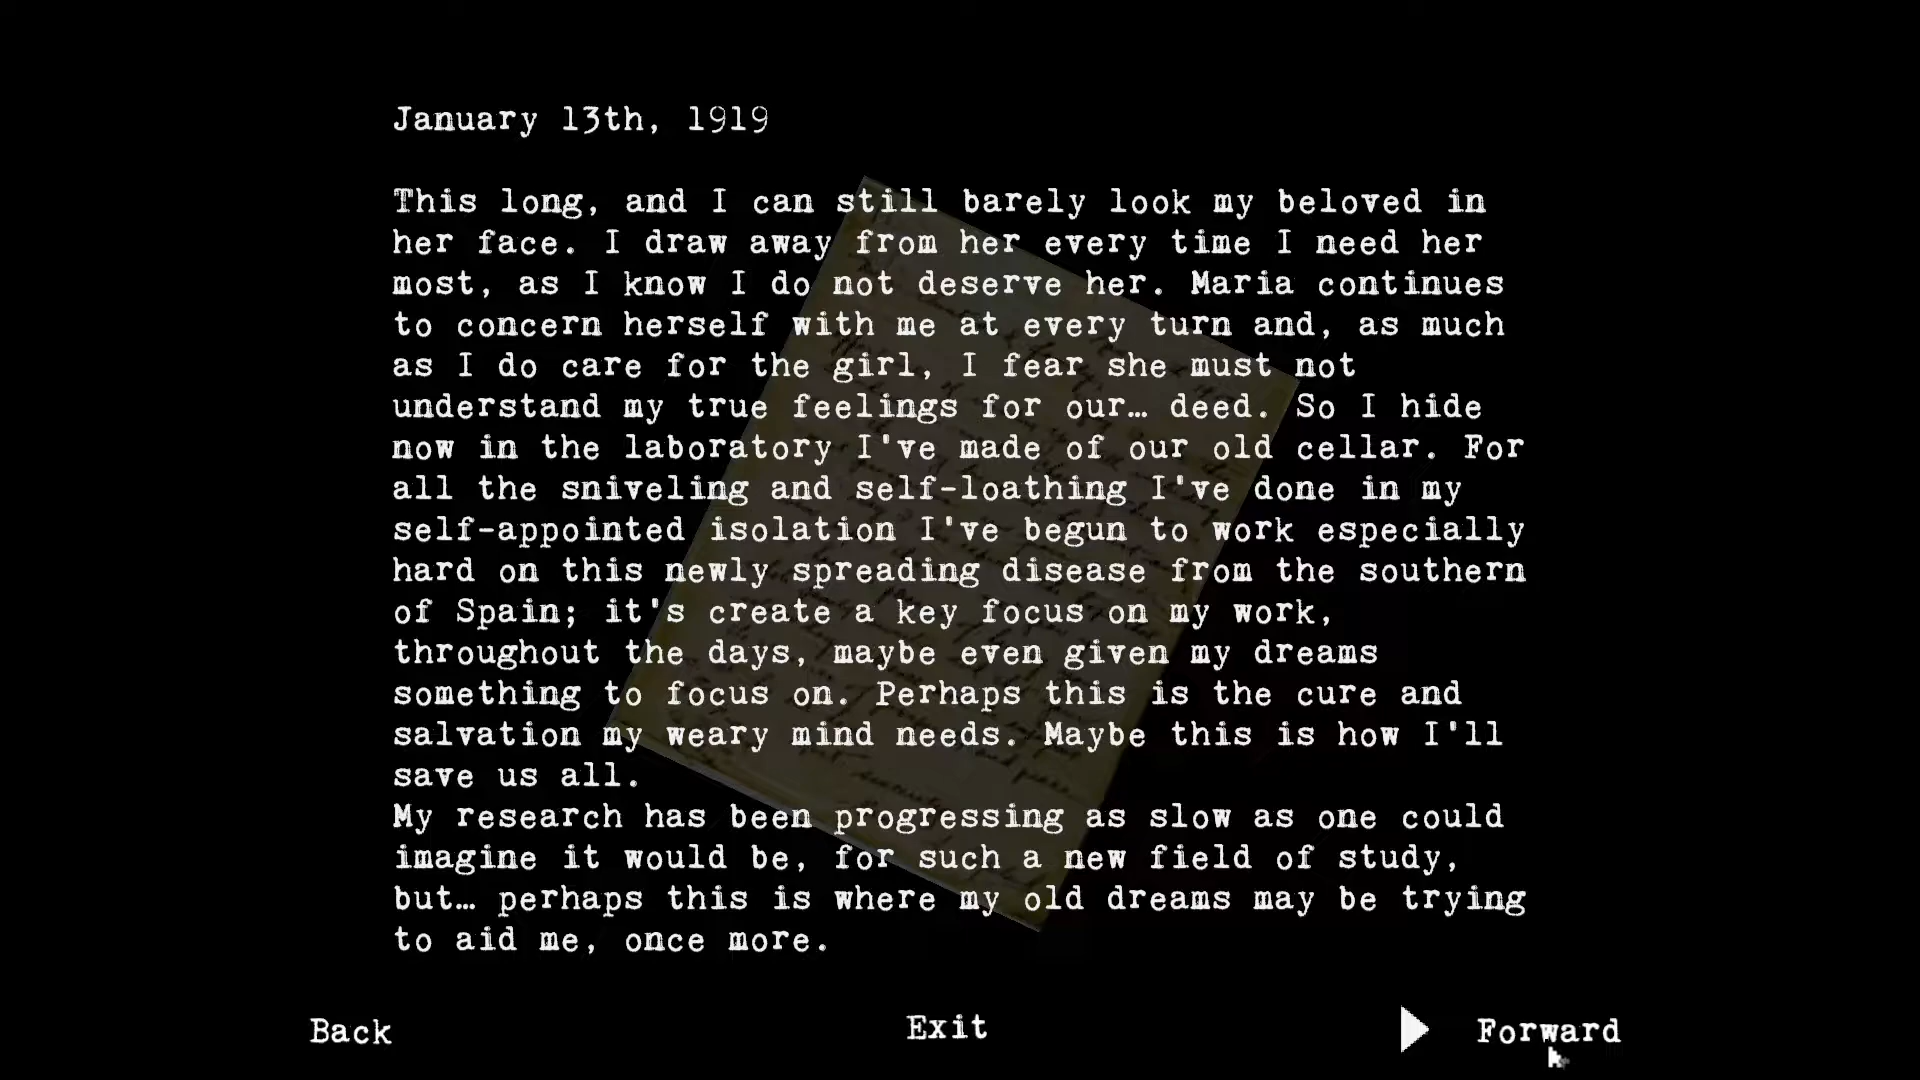 January 13th, 1919
This long, and I can still barely look my beloved in
her face. I draw away from her every time I need her
most, as I know I do not deserve her. Maria continues
to concern herself with me at every turn and, as much
as I do care for the girl, I fear she must not
understand my true feelings for our… deed. So I hide
now in the laboratory I've made of our old cellar. For
all the sniveling and self-loathing I've done in my
self-appointed isolation I've begun to work especially
hard on this newly spreading disease from the southern
of Spain; it's create a key focus on my work,
throughout the days, maybe even given my dreams
something to focus on. Perhaps this is the cure and
salvation my weary mind needs. Maybe this is how I'll
save us all.
My research has been progressing as slow as one could
imagine it would be, for such a new field of study,
but… perhaps this is where my old dreams may be trying
to aid me, once more.
Back
Exit
Forward